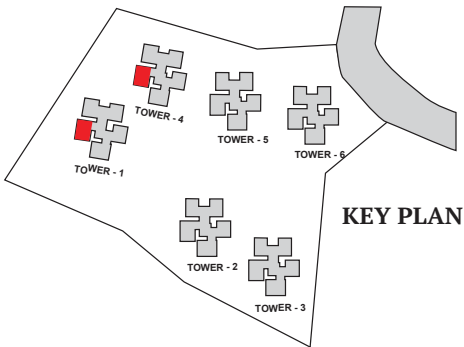 TOWER - 4
TOWER - 5
TOWER - 6
TOWER - 1
KEY PLAN
TOWER - 2
TOWER - 3